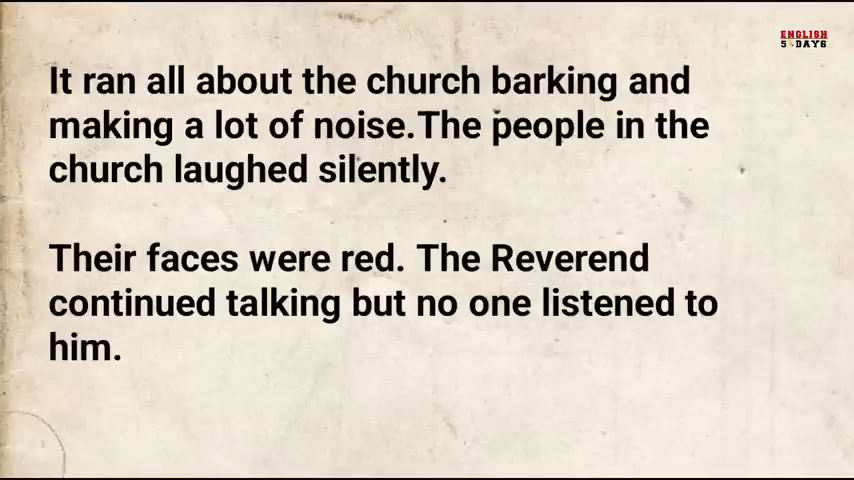 ENGLISH
5 DAYS
It ran all about the church barking and
making a lot of noise.The people in the
church laughed silently.
Their faces were red. The Reverend
continued talking but no one listened to
him.